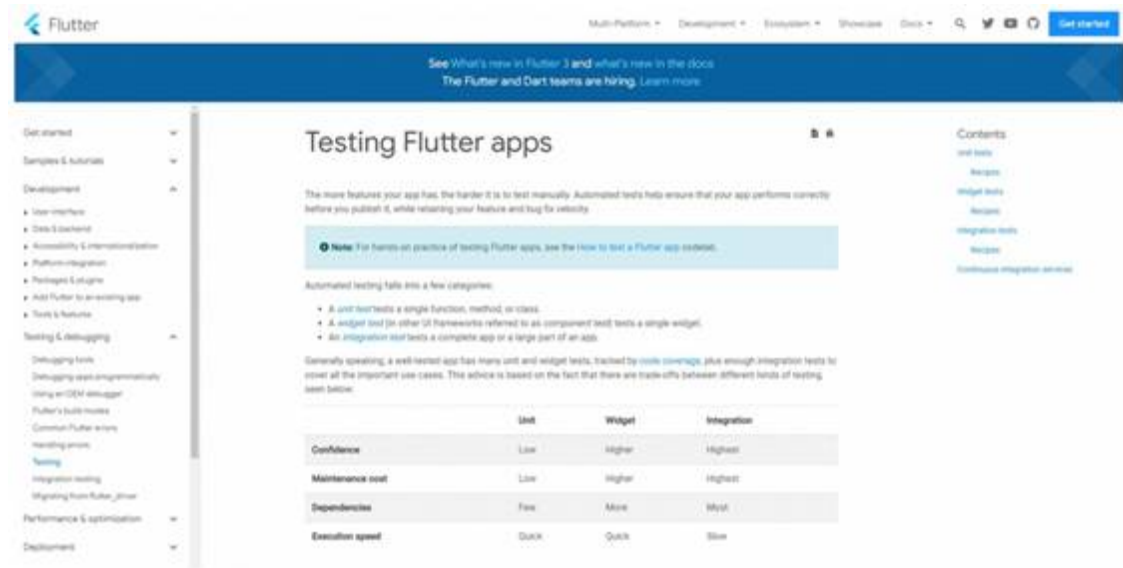 Flutter
Multi-Platform
Development
Ecosystem
Showcase
Docs
Get started
See What's new in Flutter 3 and what's new in the docs
The Flutter and Dart teams are hiring. Learn more
Get started
Samples & tutorials
Development
User interface
Data & backend
Accessibility & internationalization
Platform integration
Packages & plugins
Add Flutter to an existing app
Tools & features
Testing & debugging
Debugging tools
Debugging apps programmatically
Using an OEM debugger
Flutter's build modes
Common Flutter errors
Handling errors
Testing
Integration testing
Migrating from flutter_driver
Performance & optimization
Deployment
Testing Flutter apps
The more features your app has, the harder it is to test manually. Automated tests help ensure that your app performs correctly
before you publish it, while retaining your feature and bug fix velocity.
Note: For hands-on practice of testing Flutter apps, see the How to test a Flutter app codelab.
Automated testing falls into a few categories:
• A unit test tests a single function, method, or class.
• A widget test (in other UI frameworks referred to as component test) tests a single widget.
• An integration test tests a complete app or a large part of an app.
Generally speaking, a well-tested app has many unit and widget tests, tracked by code coverage, plus enough integration tests to
cover all the important use cases. This advice is based on the fact that there are trade-offs between different kinds of testing,
seen below.
Unit Widget Integration
Confidence Low Higher Highest
Maintenance cost Low Higher Highest
Dependencies Few More Most
Execution speed Quick Quick Slow
Contents
Unit tests
Recipes
Widget tests
Recipes
Integration tests
Recipes
Continuous integration services